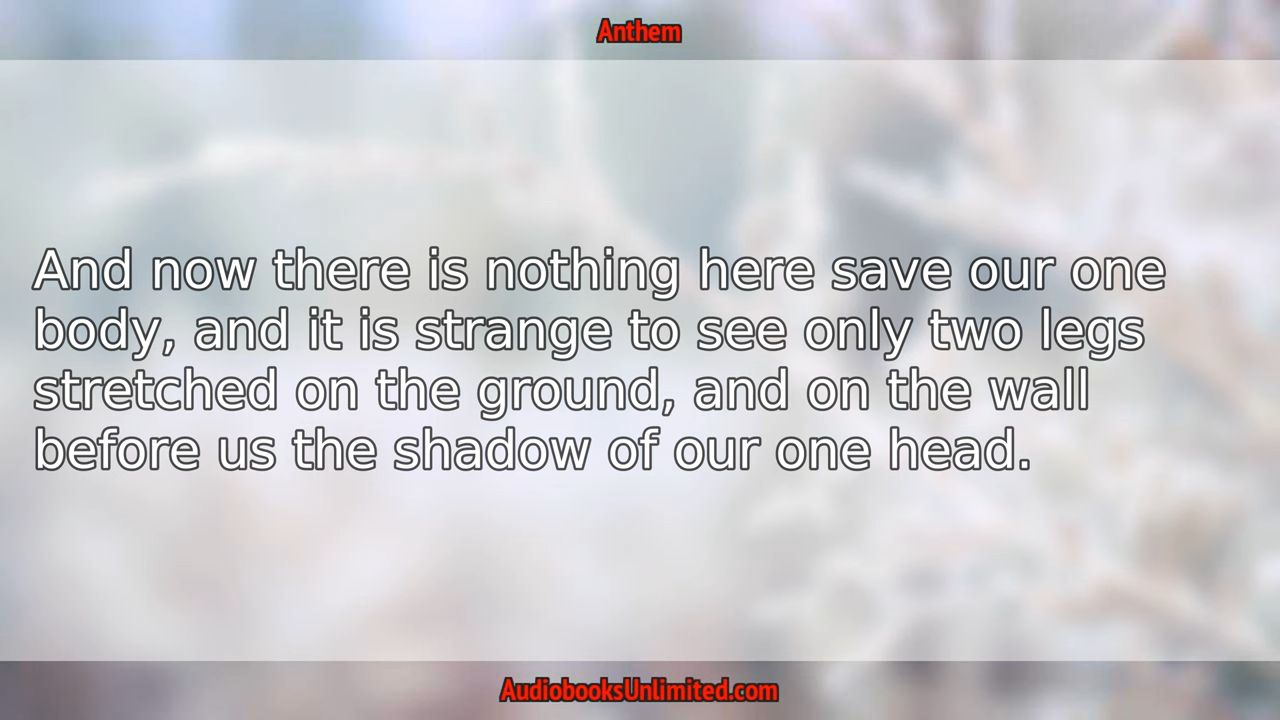 Anthem
And now there is nothing here save our one
body, and it is strange to see only two legs
stretched on the ground, and on the wall
before us the shadow of our one head.
AudiobooksUnlimited.com